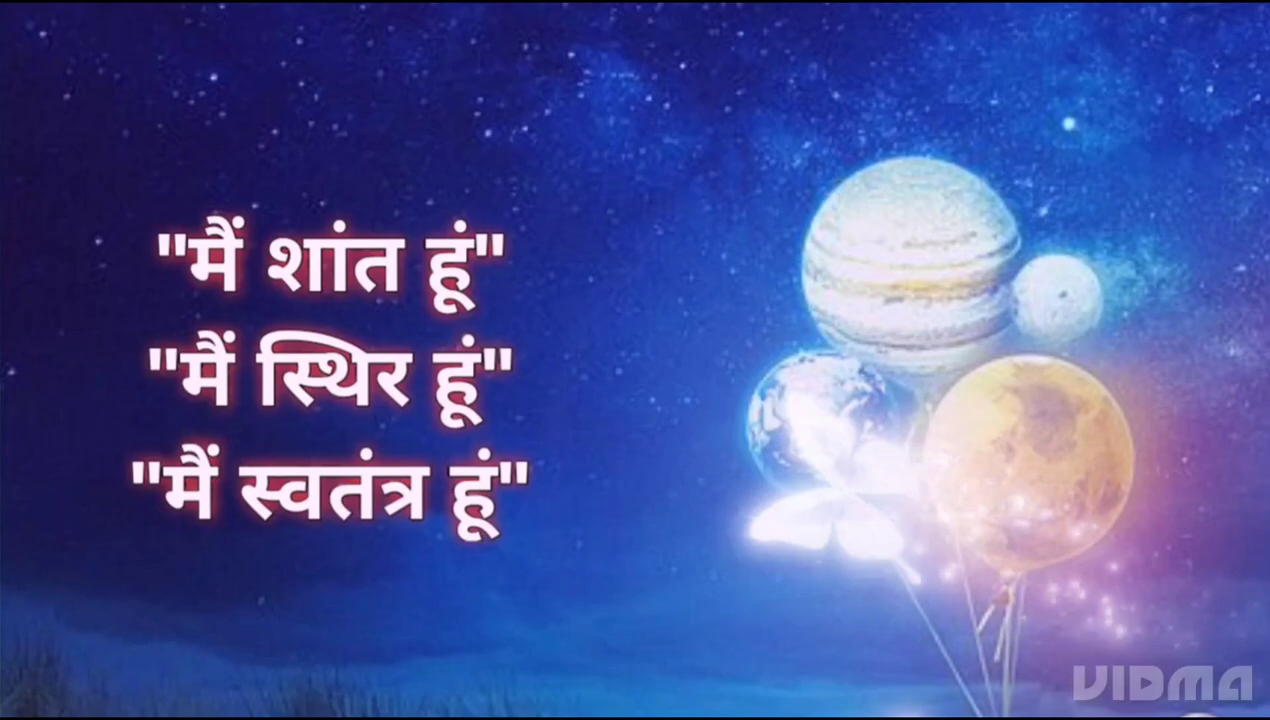 "मैं शांत हूं"
"मैं स्थिर हूं"
"मैं स्वतंत्र हूं"
VIDMA